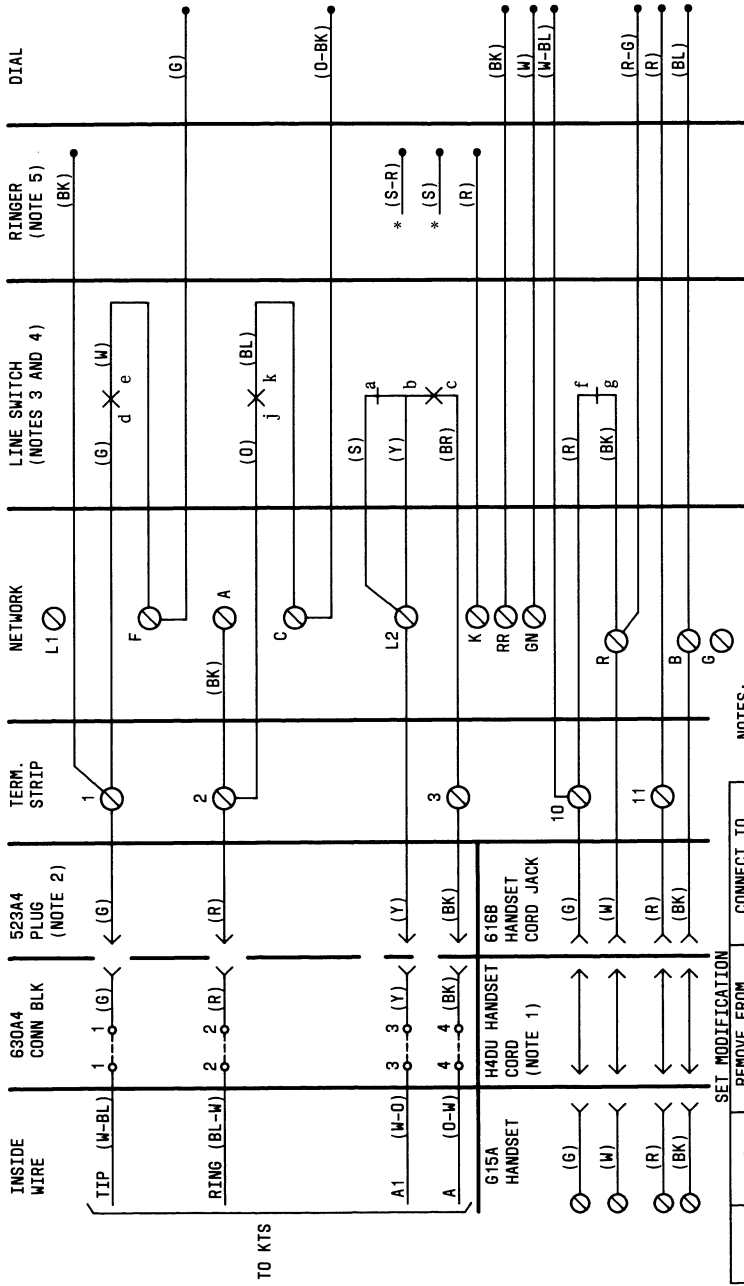 INSIDE
WIRE
630A4
CONN BLK
523A4
PLUG
(NOTE 2)
TERM.
STRIP
NETWORK
LINE SWITCH
(NOTES 3 AND 4)
RINGER
(NOTE 5)
DIAL
L1
(BK)
TIP (W-BL) 1 1 (G) (G) 1 (G) d e (W)
F (G)
RING (BL-W) 2 2 (R) (R) 2 (BK) A
(O) j k (BL)
C (O-BK)
TO KTS
(S) a
A1 (W-O) 3 3 (Y) (Y) L2 (Y) b * (S-R)
* (S)
A (O-W) 4 4 (BK) (BK) 3 (BR) c
K (R)
RR (BK)
GN (W)
(W-BL)
G15A
HANDSET
H4DU HANDSET
CORD
(NOTE 1)
616B
HANDSET
CORD JACK
(G) (G) 10 (R) f
(W) (W) R (BK) g (R-G)
(R) (R) 11 (R)
(BK) (BK) B (BL)
G
SET MODIFICATION
REMOVE FROM
CONNECT TO
NOTES: